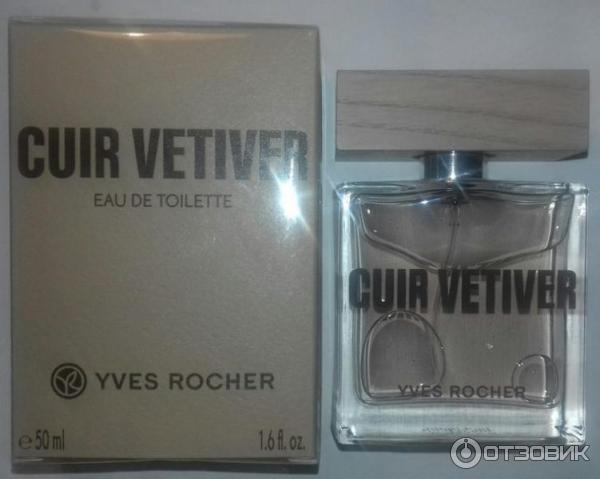 CUIR VETIVER
EAU DE TOILETTE
YVES ROCHER
e 50 ml 1.6 fl. oz.
CUIR VETIVER
YVES ROCHER
ОТЗОВИК